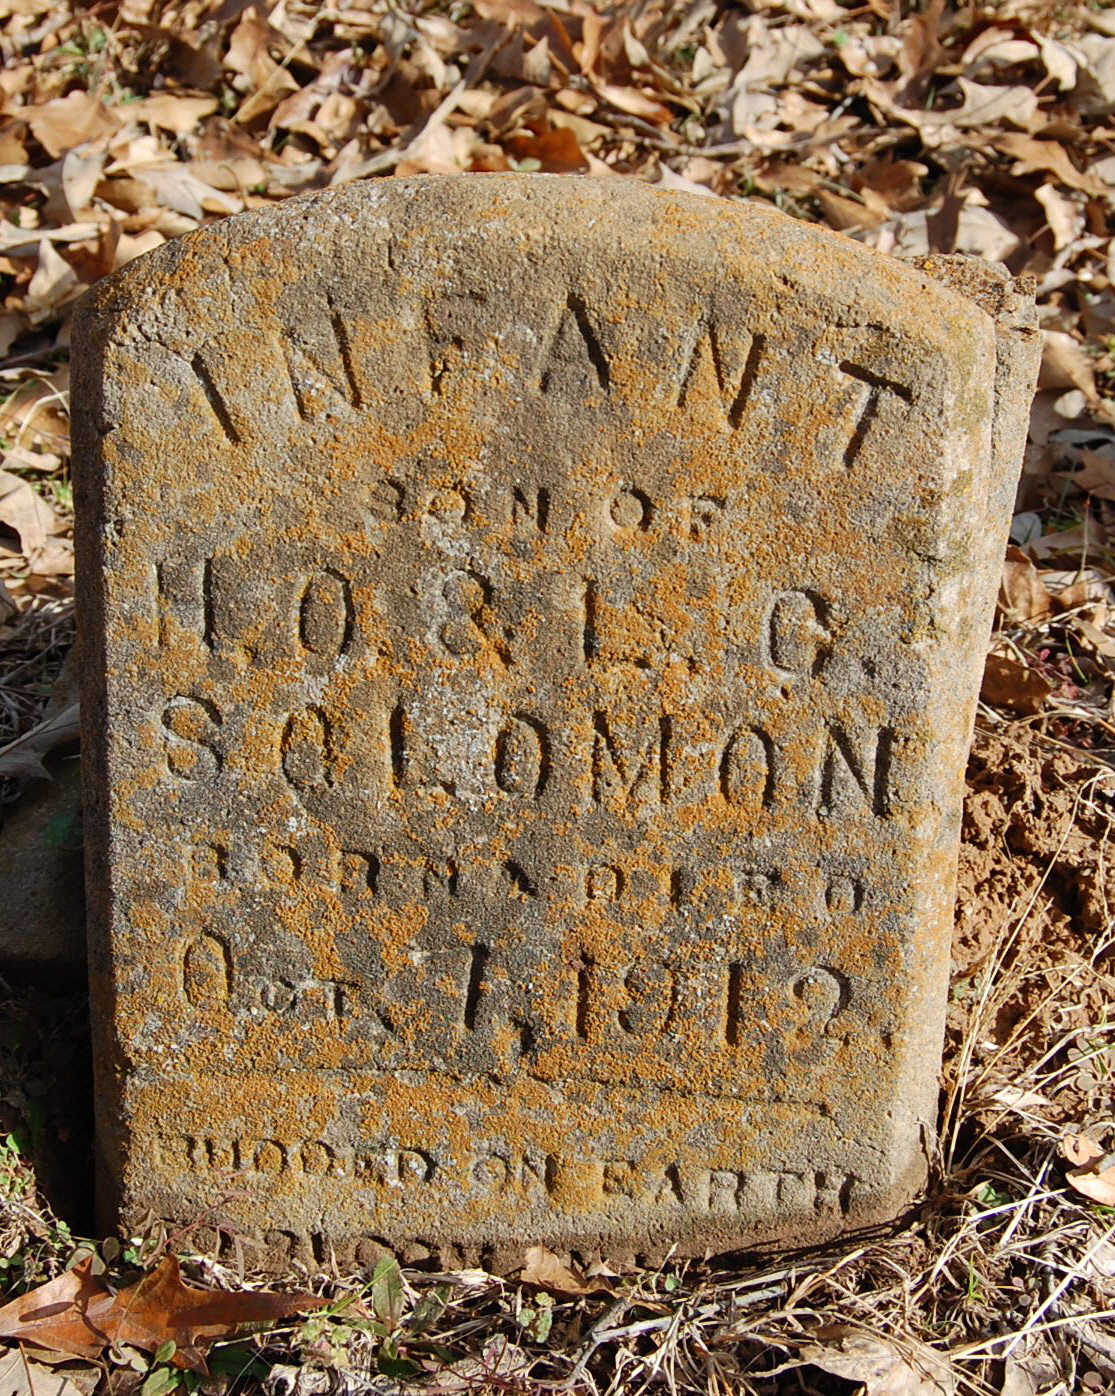 INFANT
SON OF
H. O. & L. G.
SOLOMON
BORN AND DIED
OCT. 1, 1912.
BUDDED ON EARTH